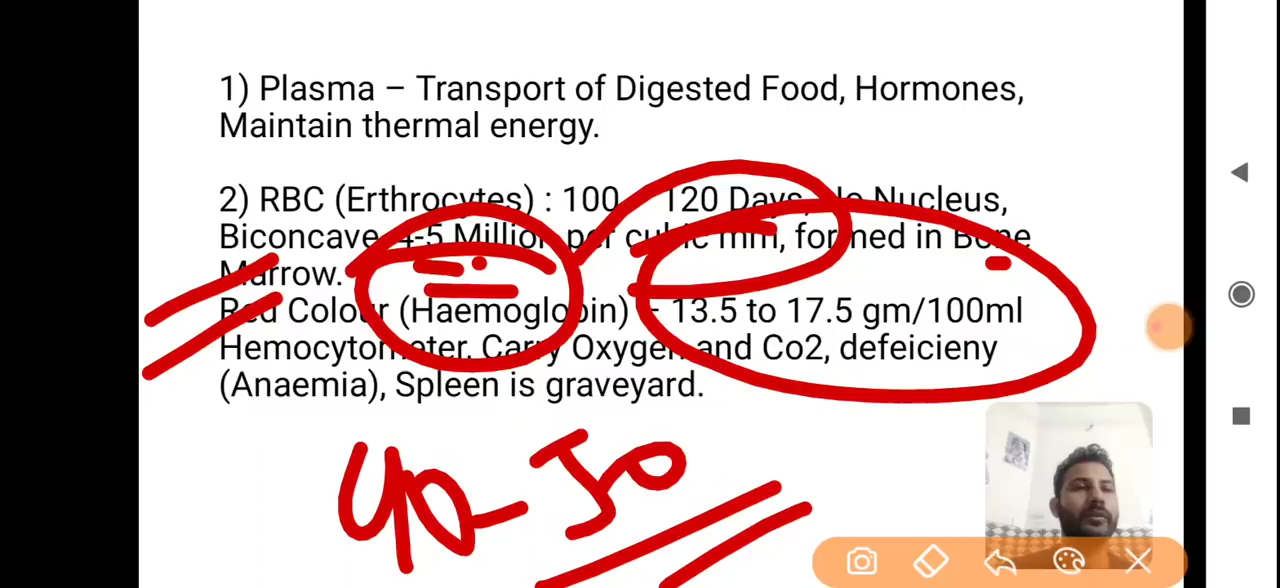 1) Plasma – Transport of Digested Food, Hormones,
Maintain thermal energy.
2) RBC (Erthrocytes) : 100 – 120 Days, No Nucleus,
Biconcave, 4-5 Million per cubic mm, formed in Bone
Marrow.
Red Colour (Haemoglobin) – 13.5 to 17.5 gm/100ml
Hemocytometer. Carry Oxygen and Co2, defeicieny
(Anaemia), Spleen is graveyard.
40-50